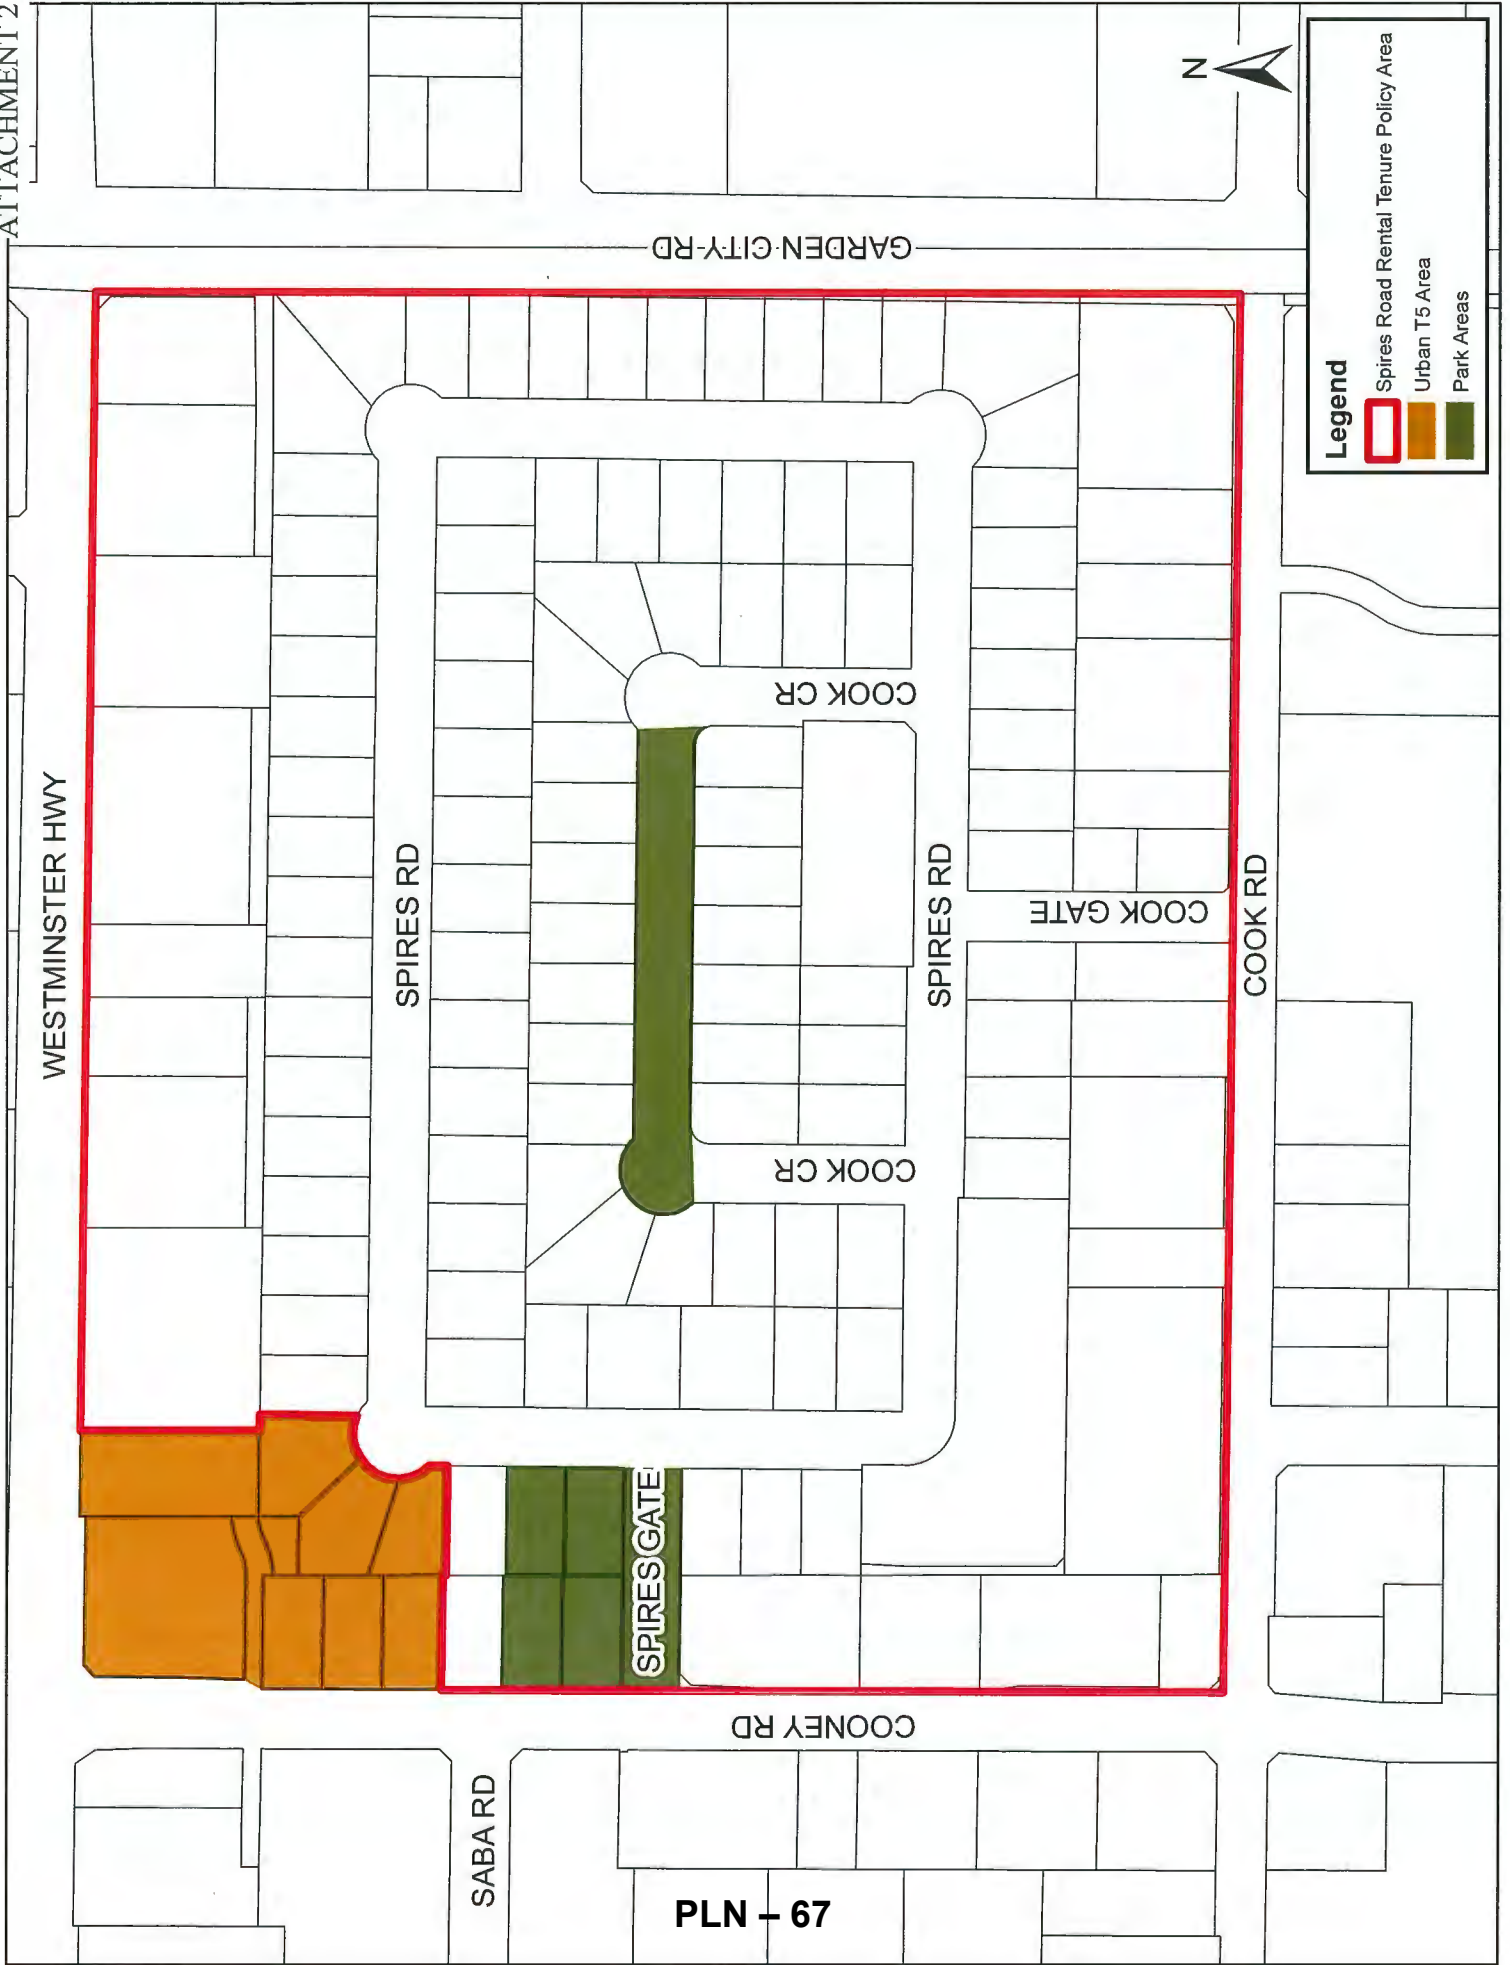 ATTACHMENT 2
N
Legend
Spires Road Rental Tenure Policy Area
Urban T5 Area
Park Areas
WESTMINSTER HWY
GARDEN CITY RD
SPIRES RD
COOK CR
COOK CR
SPIRES RD
COOK GATE
COOK RD
SPIRES GATE
COONEY RD
SABA RD
PLN – 67